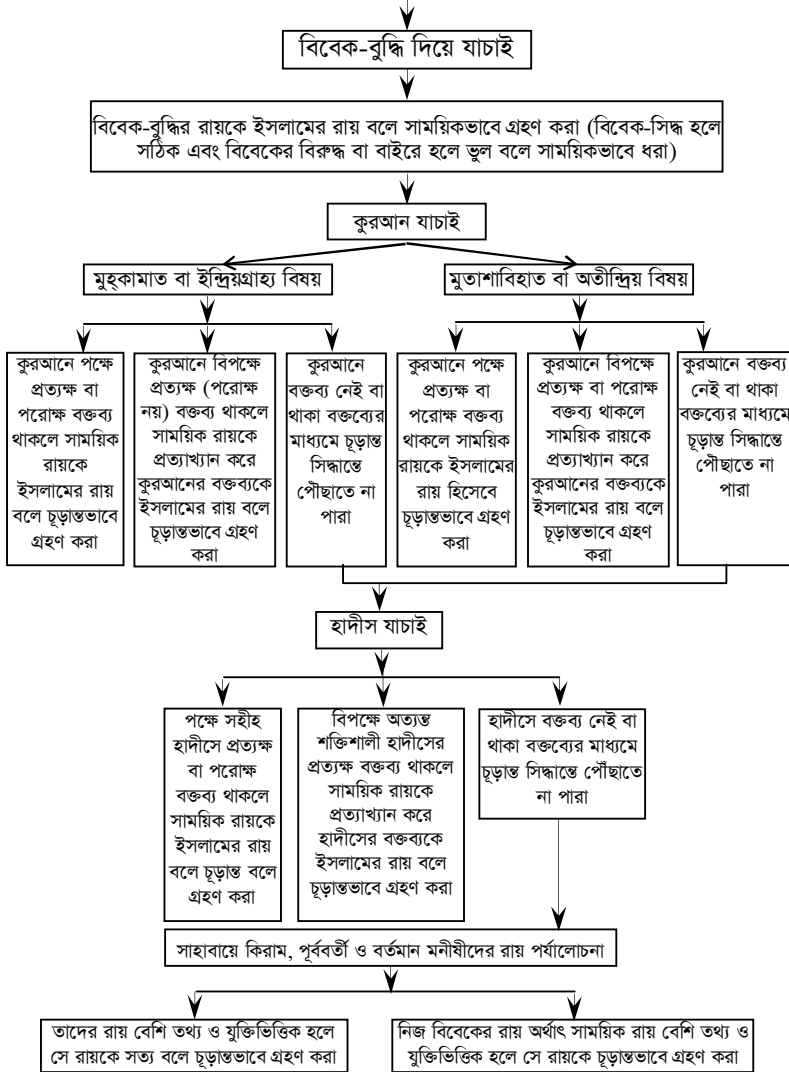 বিবেক-বুদ্ধি দিয়ে যাচাই
বিবেক-বুদ্ধির রায়কে ইসলামের রায় বলে সাময়িকভাবে গ্রহণ করা (বিবেক-সিদ্ধ হলে
সঠিক এবং বিবেকের বিরুদ্ধ বা বাইরে হলে ভুল বলে সাময়িকভাবে ধরা)
কুরআন যাচাই
মুহ্কামাত বা ইন্দ্রিয়গ্রাহ্য বিষয়
মুতাশাবিহাত বা অতীন্দ্রিয় বিষয়
কুরআনে পক্ষে
প্রত্যক্ষ বা
পরোক্ষ বক্তব্য
থাকলে সাময়িক
রায়কে
ইসলামের রায়
বলে চূড়ান্তভাবে
গ্রহণ করা
কুরআনে বিপক্ষে
প্রত্যক্ষ (পরোক্ষ
নয়) বক্তব্য থাকলে
সাময়িক রায়কে
প্রত্যাখ্যান করে
কুরআনের বক্তব্যকে
ইসলামের রায় বলে
চূড়ান্তভাবে গ্রহণ
করা
কুরআনে
বক্তব্য নেই বা
থাকা বক্তব্যের
মাধ্যমে চূড়ান্ত
সিদ্ধান্তে
পৌঁছাতে না
পারা
কুরআনে পক্ষে
প্রত্যক্ষ বা
পরোক্ষ বক্তব্য
থাকলে সাময়িক
রায়কে ইসলামের
রায় হিসেবে
চূড়ান্তভাবে গ্রহণ
করা
কুরআনে বিপক্ষে
প্রত্যক্ষ বা পরোক্ষ
বক্তব্য থাকলে
সাময়িক রায়কে
প্রত্যাখ্যান করে
কুরআনের বক্তব্যকে
ইসলামের রায় বলে
চূড়ান্তভাবে গ্রহণ
করা
কুরআনে বক্তব্য
নেই বা থাকা
বক্তব্যের মাধ্যমে
চূড়ান্ত সিদ্ধান্তে
পৌঁছাতে না
পারা
হাদীস যাচাই
পক্ষে সহীহ
হাদীসে প্রত্যক্ষ
বা পরোক্ষ
বক্তব্য থাকলে
সাময়িক রায়কে
ইসলামের রায়
বলে চূড়ান্ত বলে
গ্রহণ করা
বিপক্ষে অত্যন্ত
শক্তিশালী হাদীসের
প্রত্যক্ষ বক্তব্য থাকলে
সাময়িক রায়কে
প্রত্যাখ্যান করে
হাদীসের বক্তব্যকে
ইসলামের রায় বলে
চূড়ান্তভাবে গ্রহণ করা
হাদীসে বক্তব্য নেই বা
থাকা বক্তব্যের মাধ্যমে
চূড়ান্ত সিদ্ধান্তে পৌঁছাতে
না পারা
সাহাবায়ে কিরাম, পূর্ববর্তী ও বর্তমান মনীষীদের রায় পর্যালোচনা
তাদের রায় বেশি তথ্য ও যুক্তিভিত্তিক হলে
সে রায়কে সত্য বলে চূড়ান্তভাবে গ্রহণ করা
নিজ বিবেকের রায় অর্থাৎ সাময়িক রায় বেশি তথ্য ও
যুক্তিভিত্তিক হলে সে রায়কে চূড়ান্তভাবে গ্রহণ করা